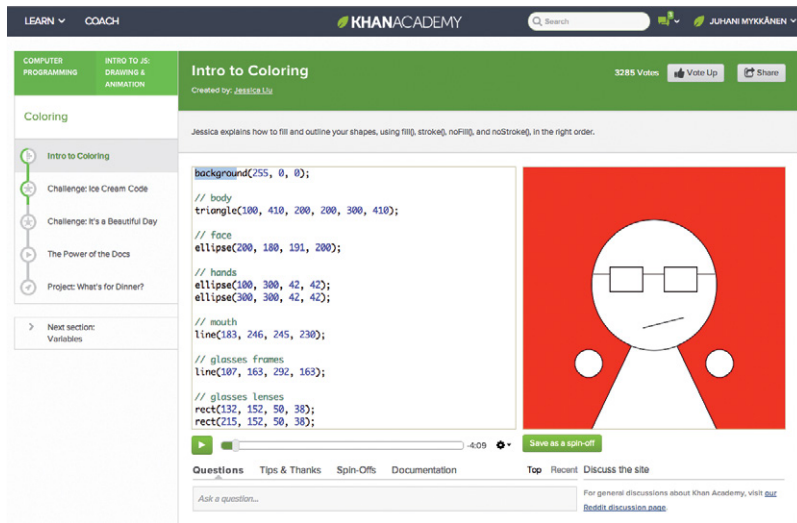 LEARN COACH KHANACADEMY Search 3 JUHANI MYKKÄNEN
COMPUTER PROGRAMMING
INTRO TO JS: DRAWING & ANIMATION
Coloring
Intro to Coloring
Challenge: Ice Cream Code
Challenge: It's a Beautiful Day
The Power of the Docs
Project: What's for Dinner?
Next section:
Variables
Intro to Coloring
Created by: Jessica Liu
3285 Votes Vote Up Share
Jessica explains how to fill and outline your shapes, using fill(), stroke(), noFill(), and noStroke(), in the right order.
background(255, 0, 0);
// body
triangle(100, 410, 200, 200, 300, 410);
// face
ellipse(200, 180, 191, 200);
// hands
ellipse(100, 300, 42, 42);
ellipse(300, 300, 42, 42);
// mouth
line(183, 246, 245, 230);
// glasses frames
line(107, 163, 292, 163);
// glasses lenses
rect(132, 152, 50, 38);
rect(215, 152, 50, 38);
-4:09
Save as a spin-off
Questions Tips & Thanks Spin-Offs Documentation Top Recent
Ask a question...
Discuss the site
For general discussions about Khan Academy, visit our
Reddit discussion page.